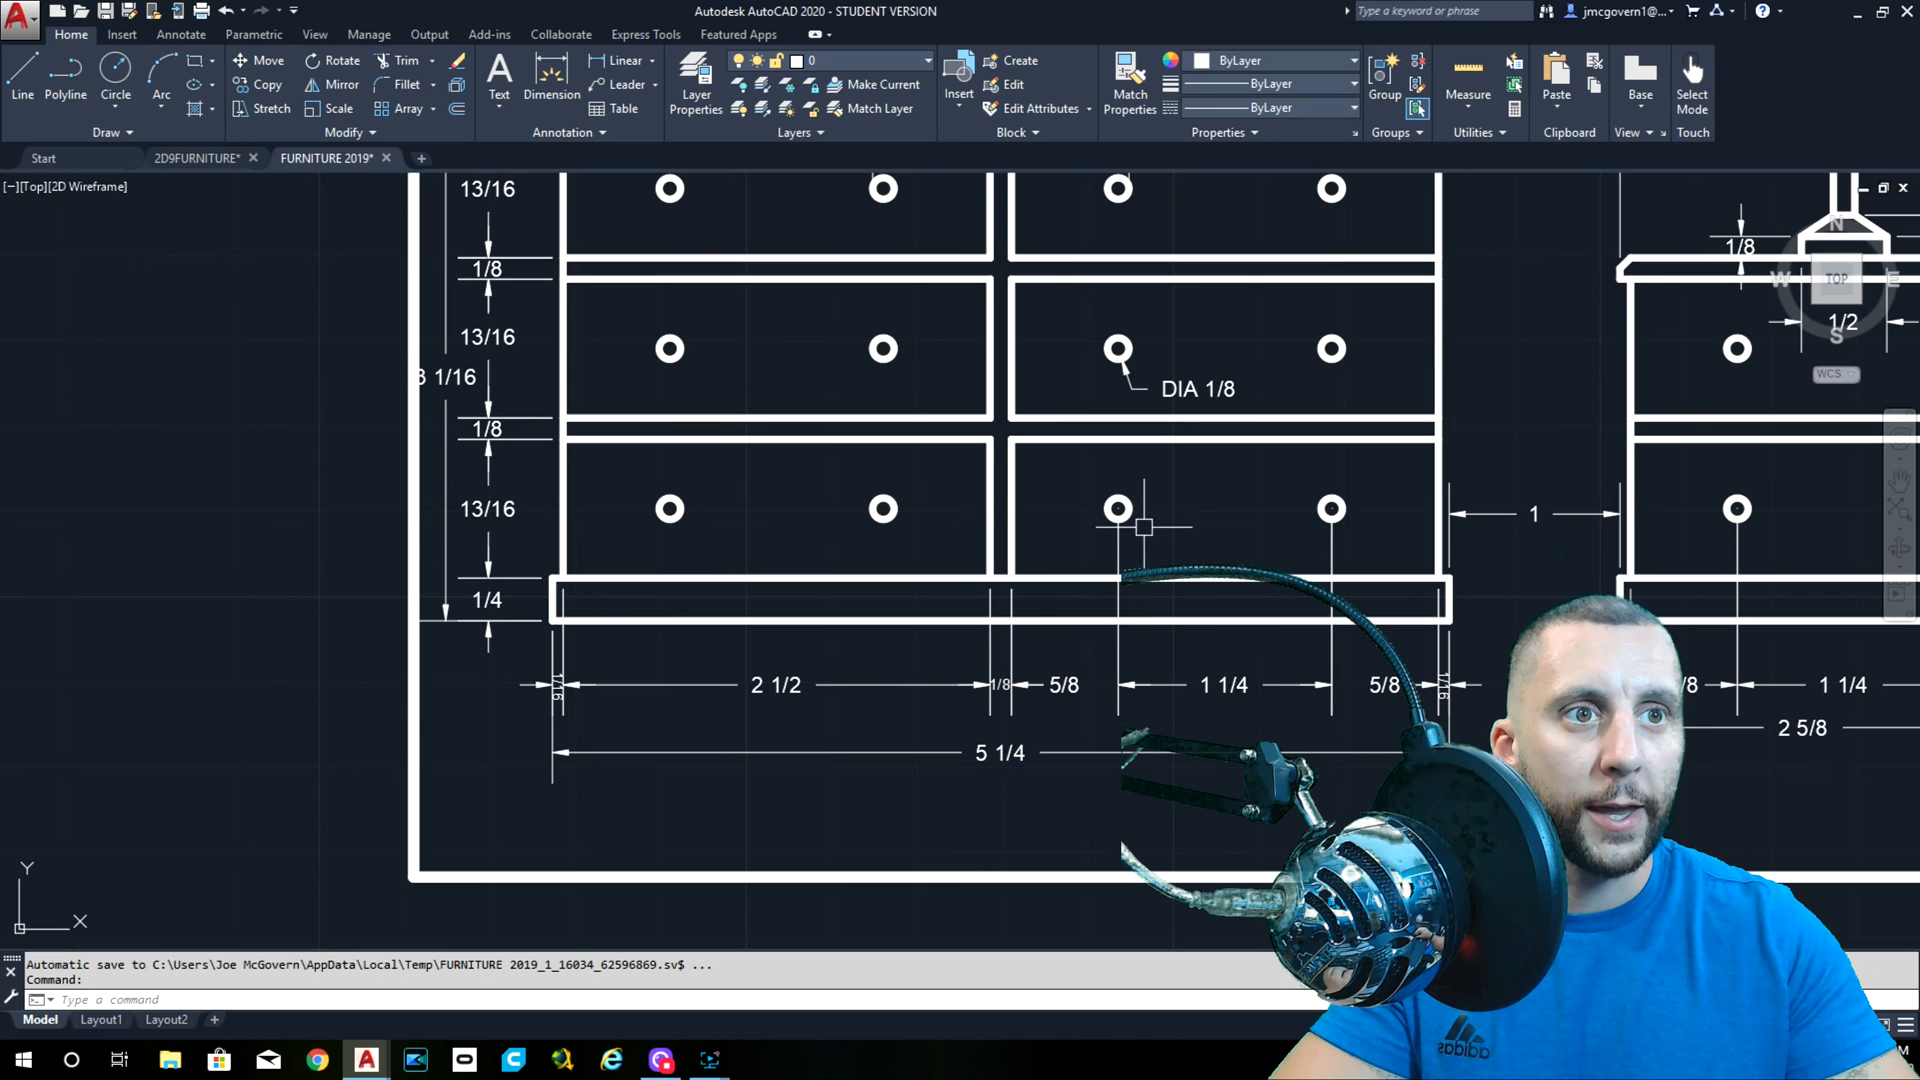 Autodesk AutoCAD 2020 - STUDENT VERSION
Type a keyword or phrase
jmcgovern1@...
Home Insert Annotate Parametric View Manage Output Add-ins Collaborate Express Tools Featured Apps
Line Polyline Circle Arc
Move Rotate Trim
Copy Mirror Fillet
Stretch Scale Array
Text Dimension
Linear
Leader
Table
Layer Properties
0
Make Current
Match Layer
Insert
Create
Edit
Edit Attributes
Match Properties
ByLayer
ByLayer
ByLayer
Group
Measure
Paste
Base
Select Mode
Draw Modify Annotation Layers Block Properties Groups Utilities Clipboard View Touch
Start 2D9FURNITURE* FURNITURE 2019*
[−][Top][2D Wireframe]
13/16
1/8
13/16
3 1/16
1/8
13/16
1/4
DIA 1/8
1
1/8
1/2
N
W TOP E
S
WCS
1/16
2 1/2
1/8
5/8
1 1/4
5/8
1/16
1 1/4
2 5/8
5 1/4
Y
X
Automatic save to C:\Users\Joe McGovern\AppData\Local\Temp\FURNITURE 2019_1_16034_62596869.sv$ ...
Command:
Type a command
Model Layout1 Layout2
adidas